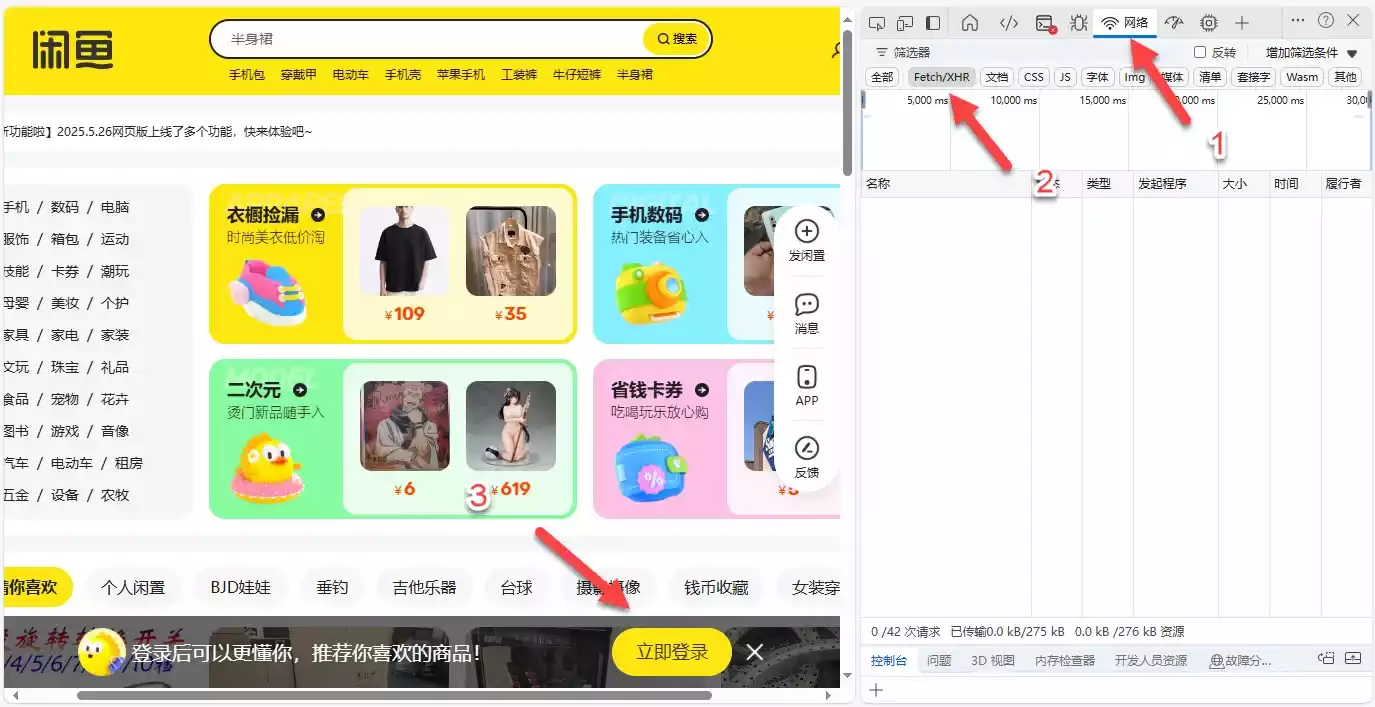 闲鱼
半身裙
搜索
手机包 穿戴甲 电动车 手机壳 苹果手机 工装裤 牛仔短裤 半身裙
新功能啦】2025.5.26网页版上线了多个功能，快来体验吧~
手机 / 数码 / 电脑
服饰 / 箱包 / 运动
技能 / 卡券 / 潮玩
母婴 / 美妆 / 个护
家具 / 家电 / 家装
文玩 / 珠宝 / 礼品
食品 / 宠物 / 花卉
图书 / 游戏 / 音像
汽车 / 电动车 / 租房
五金 / 设备 / 农牧
衣橱捡漏
时尚美衣低价淘
¥109
¥35
手机数码
热门装备省心入
¥
二次元
烫门新品随手入
¥6
¥619
省钱卡券
吃喝玩乐放心购
¥
发闲置
消息
APP
反馈
3
猜你喜欢 个人闲置 BJD娃娃 垂钓 吉他乐器 台球 摄影摄像 钱币收藏 女装穿
旋转 开关
/4/5/6/7 /10档
登录后可以更懂你，推荐你喜欢的商品！
立即登录
网络
筛选器
反转
增加筛选条件
全部 Fetch/XHR 文档 CSS JS 字体 Img 媒体 清单 套接字 Wasm 其他
5,000 ms 10,000 ms 15,000 ms 000 ms 25,000 ms 30,0
1
2
名称 类型 发起程序 大小 时间 履行者
0 /42 次请求 已传输0.0 kB/275 kB 0.0 kB /276 kB 资源
控制台 问题 3D 视图 内存检查器 开发人员资源 故障分...